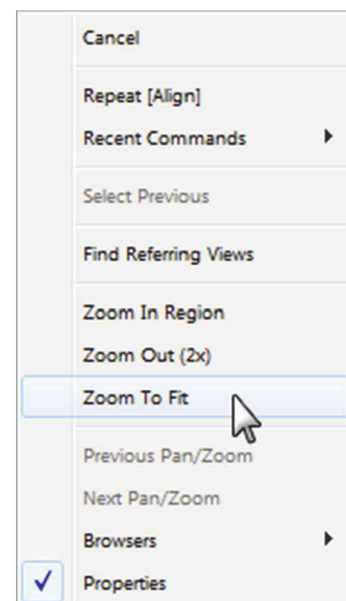 Cancel
Repeat [Align]
Recent Commands
Select Previous
Find Referring Views
Zoom In Region
Zoom Out (2x)
Zoom To Fit
Previous Pan/Zoom
Next Pan/Zoom
Browsers
Properties